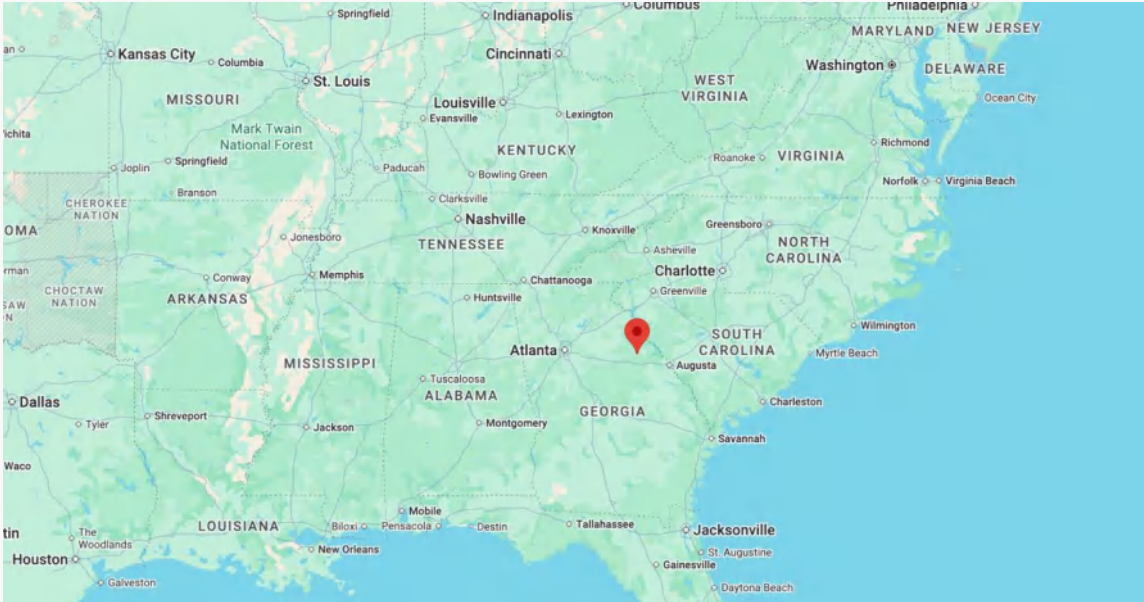 Springfield
Indianapolis
Columbus
Philadelphia
MARYLAND
NEW JERSEY
Kansas City
Columbia
Cincinnati
Washington
DELAWARE
St. Louis
MISSOURI
Louisville
Evansville
Lexington
WEST
VIRGINIA
Ocean City
Mark Twain
National Forest
KENTUCKY
Richmond
Joplin
Springfield
Paducah
Bowling Green
Roanoke
VIRGINIA
Branson
Norfolk
Virginia Beach
CHEROKEE
NATION
Clarksville
Nashville
Knoxville
Greensboro
Jonesboro
TENNESSEE
Asheville
NORTH
CAROLINA
Conway
Memphis
Chattanooga
Charlotte
CHOCTAW
NATION
ARKANSAS
Huntsville
Greenville
Wilmington
Atlanta
SOUTH
CAROLINA
Myrtle Beach
MISSISSIPPI
Augusta
Tuscaloosa
ALABAMA
Dallas
Tyler
Shreveport
Jackson
Montgomery
GEORGIA
Charleston
Savannah
Waco
Mobile
LOUISIANA
Biloxi
Pensacola
Destin
Tallahassee
Jacksonville
The
Woodlands
New Orleans
St. Augustine
Houston
Gainesville
Galveston
Daytona Beach